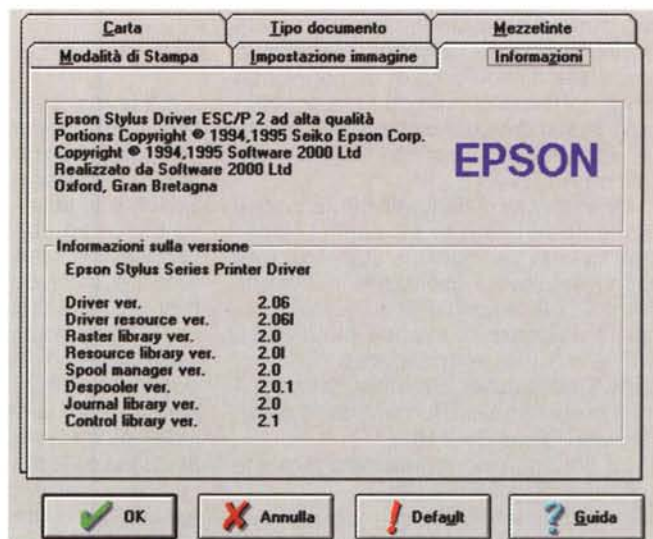 Carta Tipo documento Mezzetinte
Modalità di Stampa Impostazione immagine Informazioni
Epson Stylus Driver ESC/P 2 ad alta qualità
Portions Copyright © 1994,1995 Seiko Epson Corp.
Copyright © 1994,1995 Software 2000 Ltd
Realizzato da Software 2000 Ltd
Oxford, Gran Bretagna
EPSON
Informazioni sulla versione
Epson Stylus Series Printer Driver
Driver ver. 2.06
Driver resource ver. 2.06I
Raster library ver. 2.0
Resource library ver. 2.0I
Spool manager ver. 2.0
Despooler ver. 2.0.1
Journal library ver. 2.0
Control library ver. 2.1
OK Annulla Default Guida